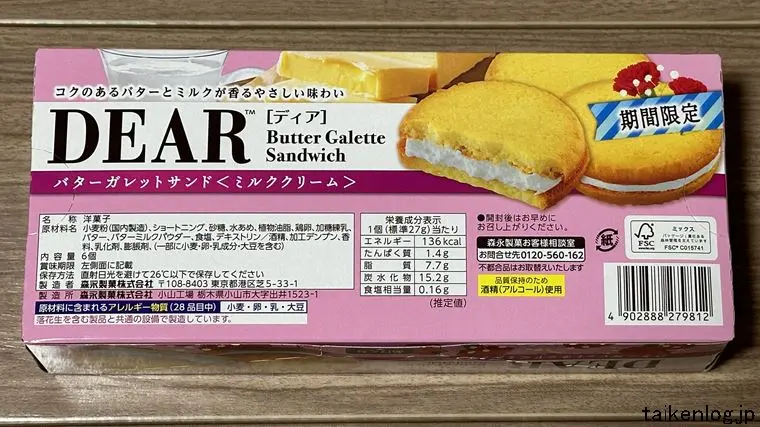 コクのあるバターとミルクが香るやさしい味わい
DEAR™
[ディア]
Butter Galette
Sandwich
期間限定
バターガレットサンド＜ミルククリーム＞
名称 洋菓子
原材料名 小麦粉(国内製造)、ショートニング、砂糖、水あめ、植物油脂、鶏卵、加糖練乳、
バター、バターミルクパウダー、食塩、デキストリン／酒精、加工デンプン、香
料、乳化剤、膨脹剤、(一部に小麦・卵・乳成分・大豆を含む)
内容量 6個
賞味期限 左側面に記載
保存方法 直射日光を避けて26℃以下で保存してください
製造者 森永製菓株式会社 〒108-8403 東京都港区芝5-33-1
製造所 森永製菓株式会社 小山工場 栃木県小山市大字出井1523-1
原材料に含まれるアレルギー物質(28品目中) 小麦・卵・乳・大豆
落花生を含む製品と共通の設備で製造しています。
栄養成分表示
1個(標準27g)当たり
エネルギー 136kcal
たんぱく質 1.4g
脂質 7.7g
炭水化物 15.2g
食塩相当量 0.16g
(推定値)
●開封後はお早めに
お召し上がりください。
森永製菓お客様相談室
お問合せ先0120-560-162
不都合品はお取替えいたします
品質保持のため
酒精(アルコール)使用
紙
FSC
ミックス
FSC® C015741
4 902888 279812
taikenlog.jp